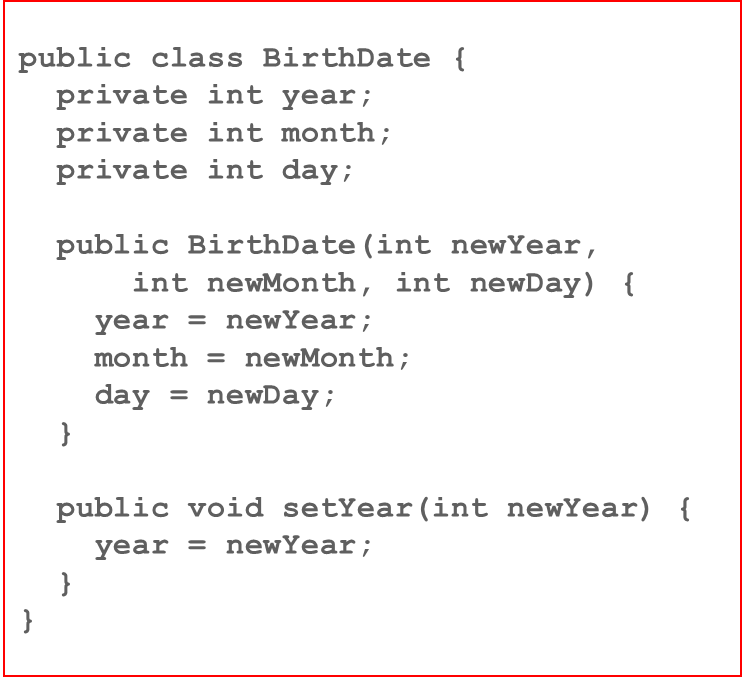 public class BirthDate {
  private int year;
  private int month;
  private int day;

  public BirthDate(int newYear,
      int newMonth, int newDay) {
    year = newYear;
    month = newMonth;
    day = newDay;
  }

  public void setYear(int newYear) {
    year = newYear;
  }
}